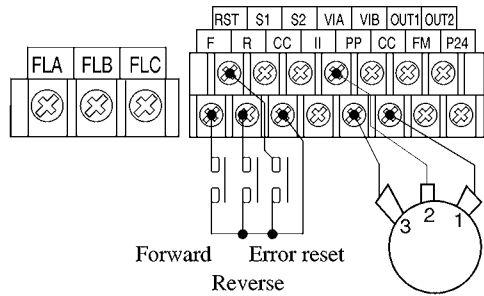 RST S1 S2 VIA VIB OUT1 OUT2
F R CC II PP CC FM P24
FLA FLB FLC
3 2 1
Forward Error reset
Reverse